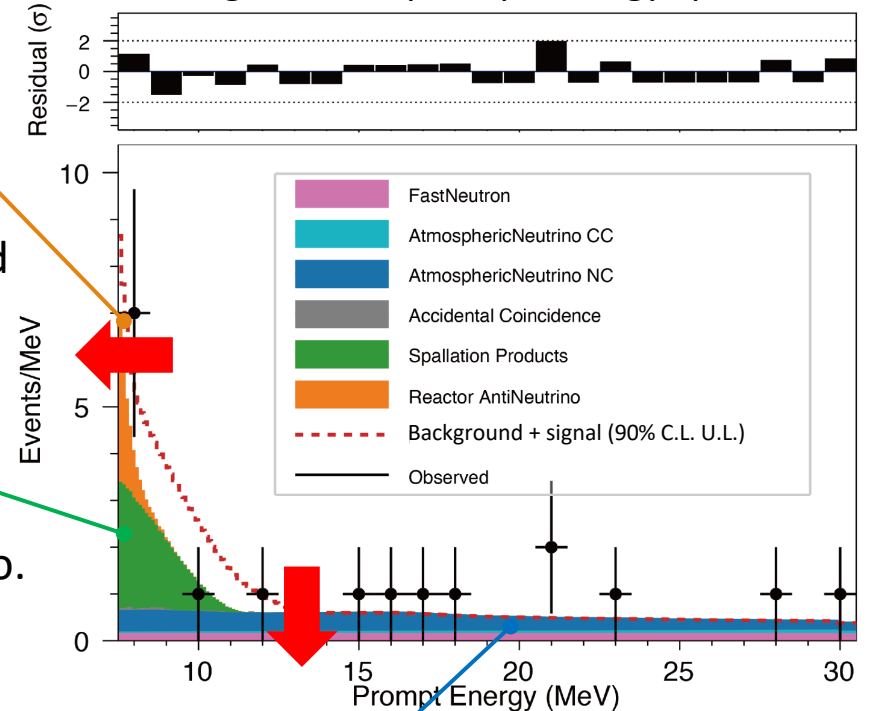 Residual (σ)
2
0
−2
Events/MeV
10
5
0
FastNeutron
AtmosphericNeutrino CC
AtmosphericNeutrino NC
Accidental Coincidence
Spallation Products
Reactor AntiNeutrino
Background + signal (90% C.L. U.L.)
Observed
10
15
20
25
30
Prompt Energy (MeV)